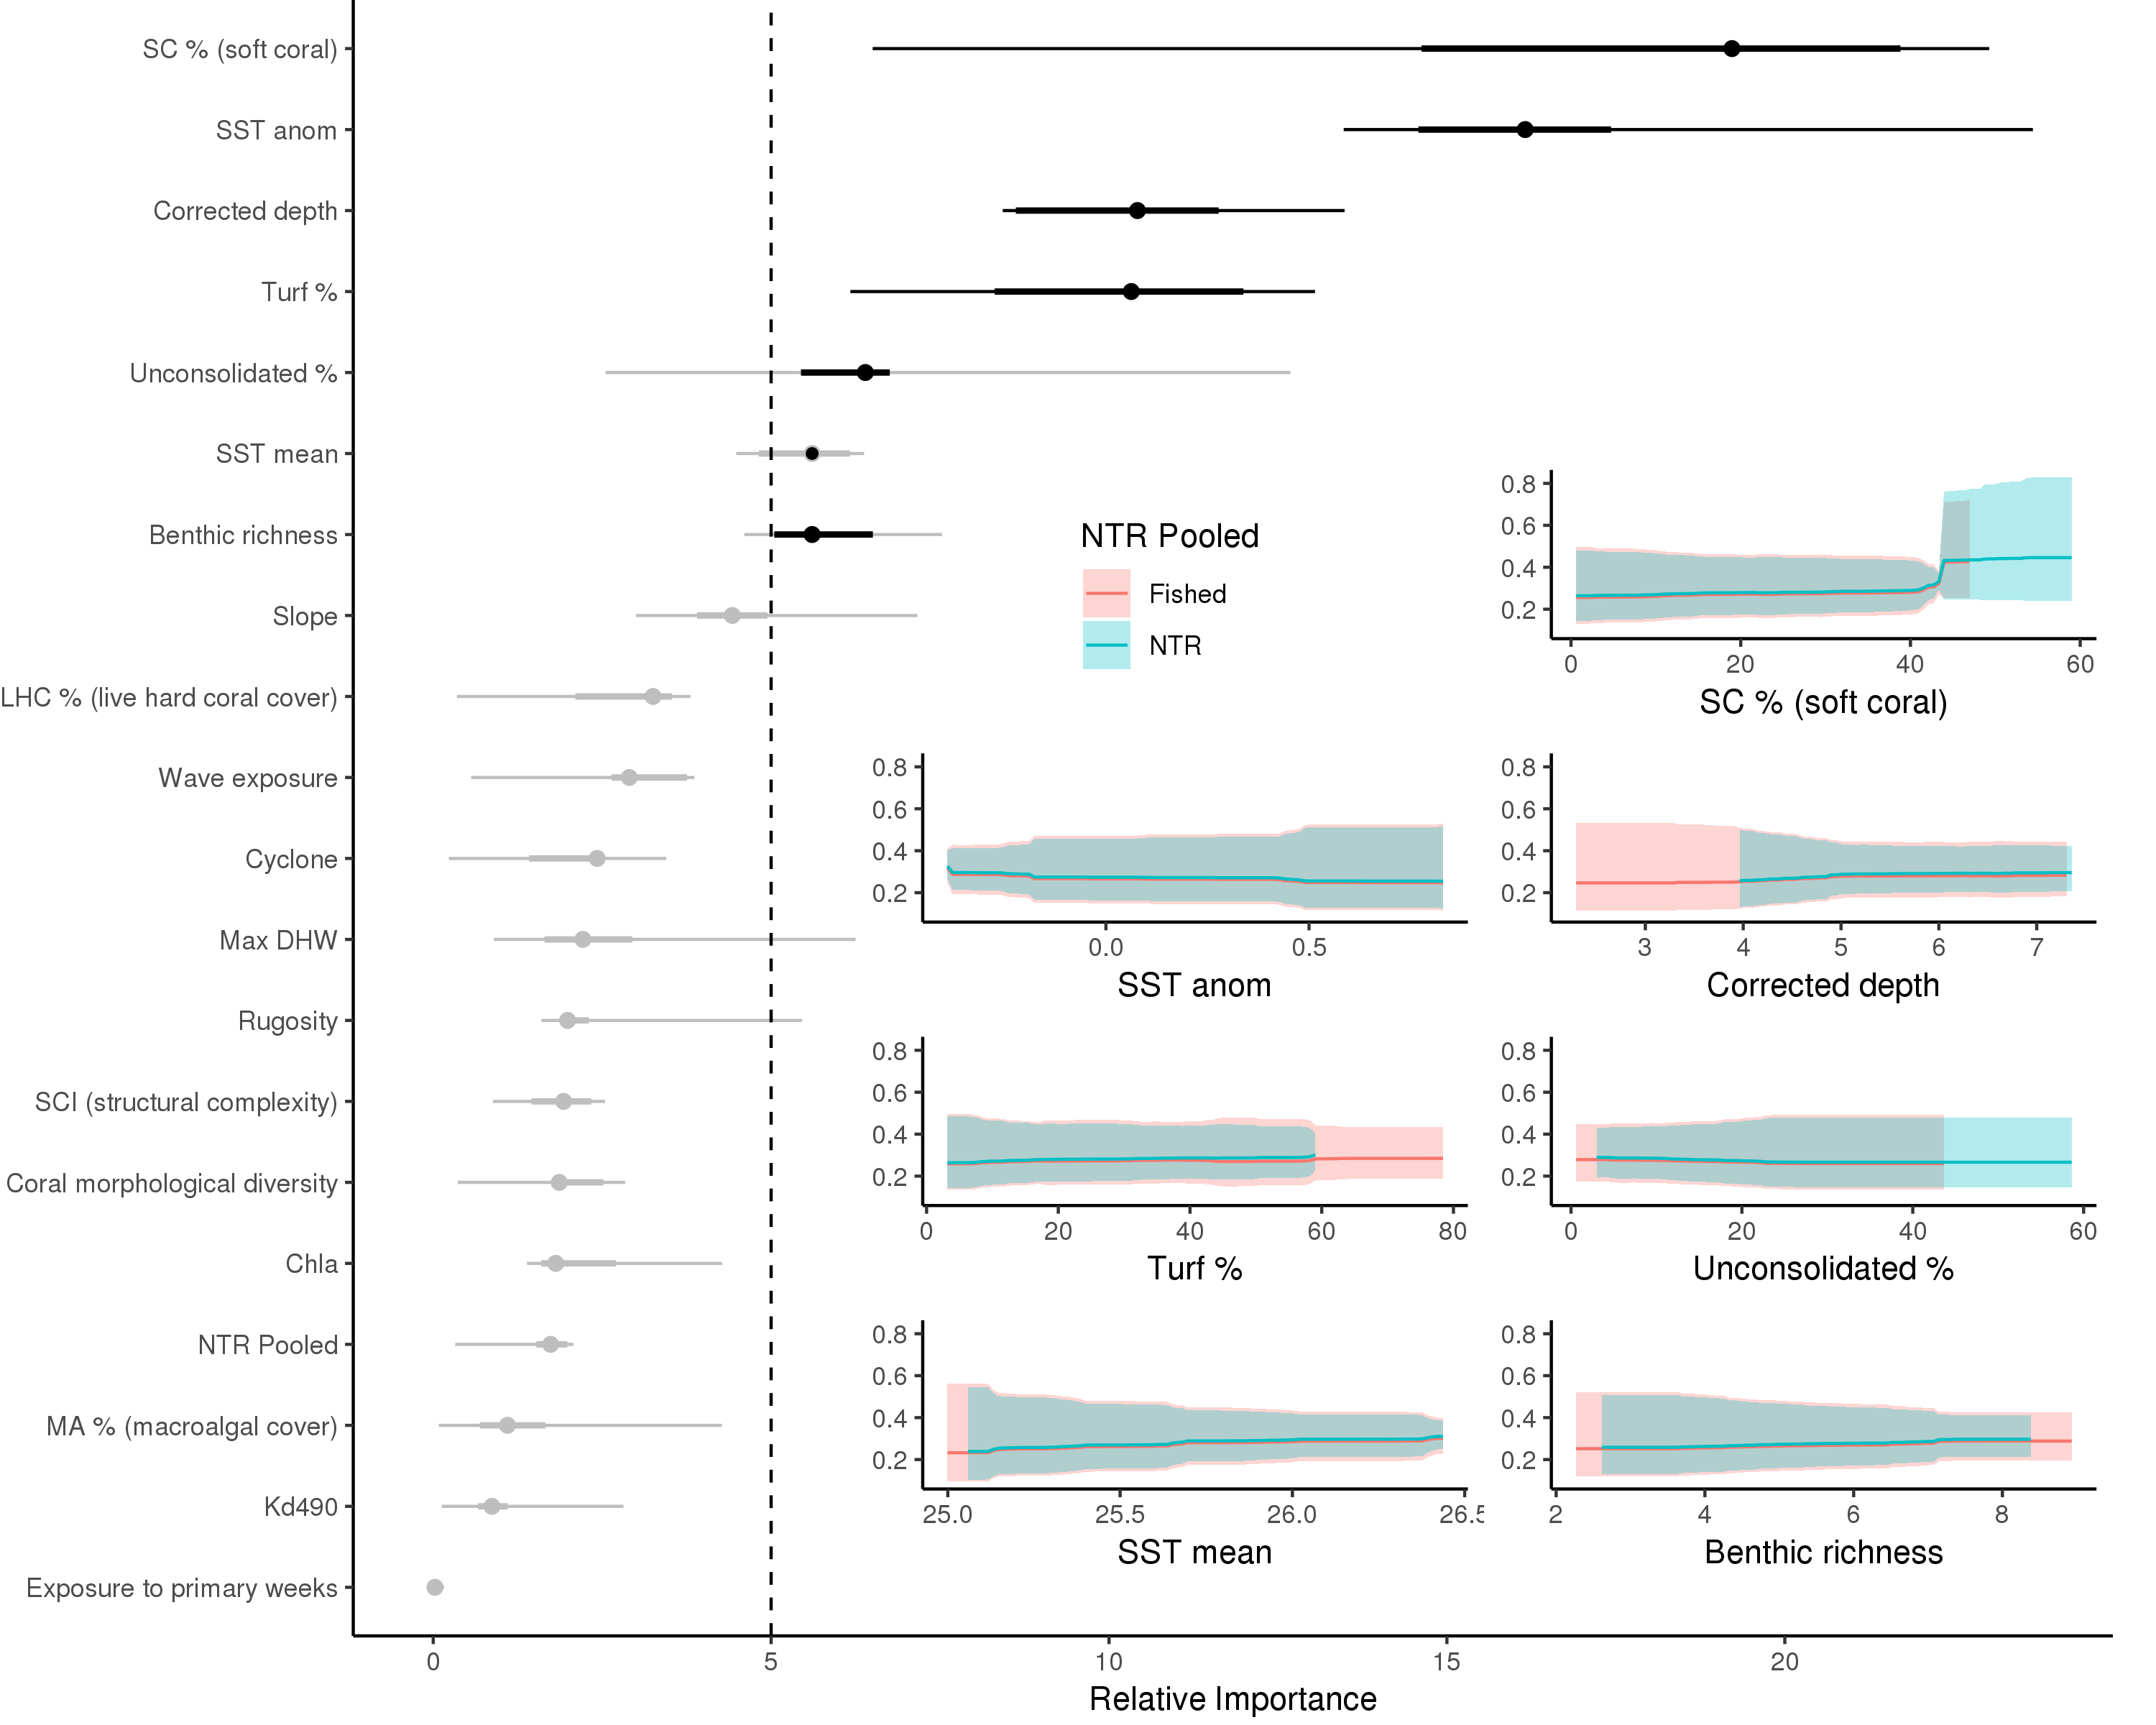 SC % (soft coral)
SST anom
Corrected depth
Turf %
Unconsolidated %
SST mean
Benthic richness
Slope
LHC % (live hard coral cover)
Wave exposure
Cyclone
Max DHW
Rugosity
SCI (structural complexity)
Coral morphological diversity
Chla
NTR Pooled
MA % (macroalgal cover)
Kd490
Exposure to primary weeks
0 5 10 15 20
Relative Importance
NTR Pooled
Fished
NTR
0.8
0.6
0.4
0.2
0 20 40 60
SC % (soft coral)
0.8
0.6
0.4
0.2
0.0 0.5
SST anom
0.8
0.6
0.4
0.2
3 4 5 6 7
Corrected depth
0.8
0.6
0.4
0.2
0 20 40 60 80
Turf %
0.8
0.6
0.4
0.2
0 20 40 60
Unconsolidated %
0.8
0.6
0.4
0.2
25.0 25.5 26.0 26.5
SST mean
0.8
0.6
0.4
0.2
2 4 6 8
Benthic richness